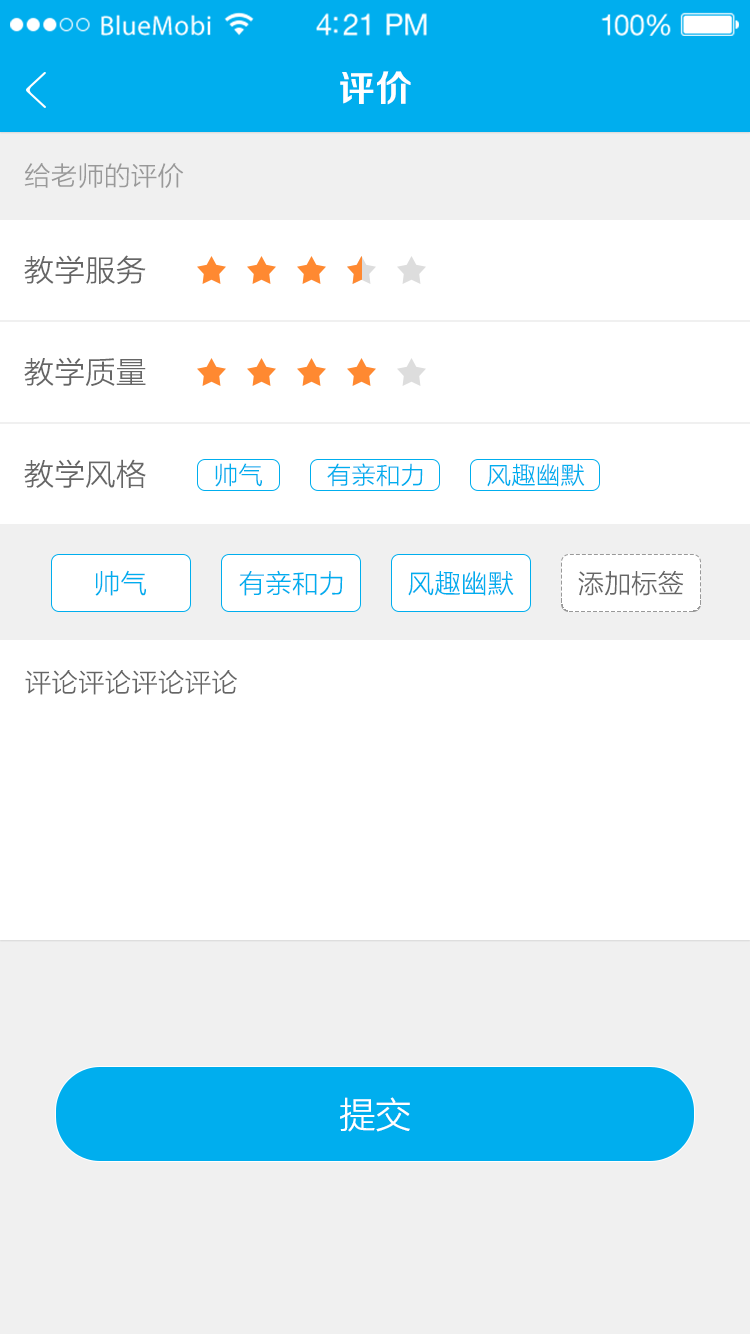 BlueMobi 4:21 PM 100%
评价
给老师的评价
教学服务
教学质量
教学风格 帅气 有亲和力 风趣幽默
帅气 有亲和力 风趣幽默 添加标签
评论评论评论评论
提交